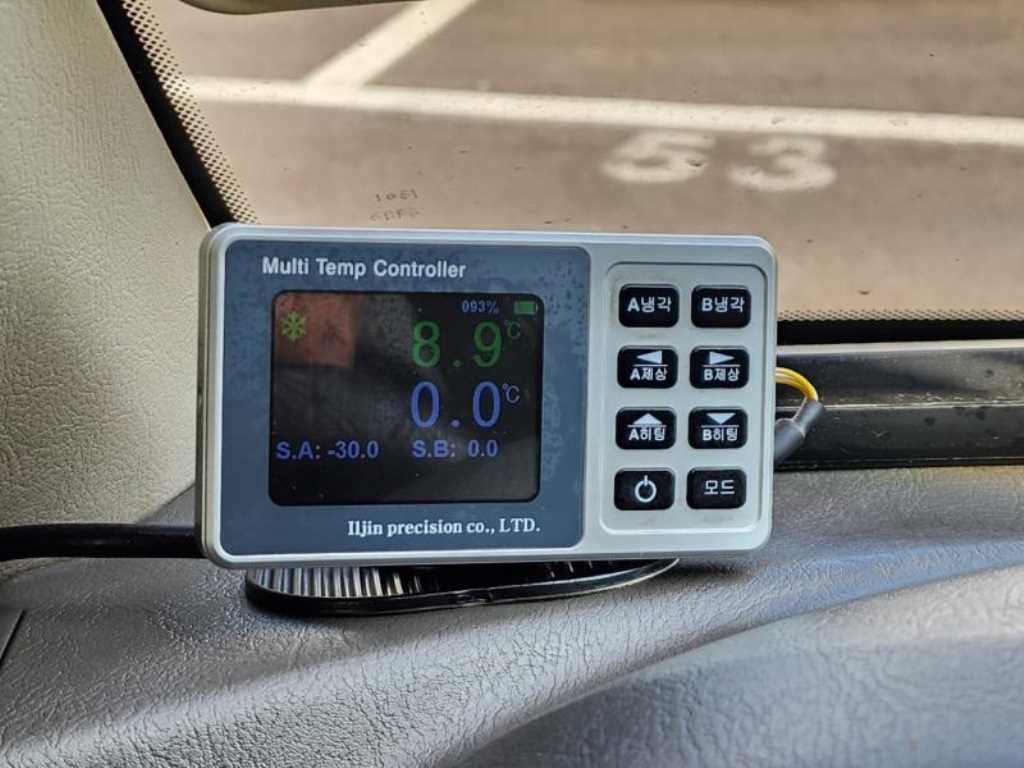 53
Multi Temp Controller
093%
8.9℃
0.0℃
S.A: -30.0 S.B: 0.0
Iljin precision co., LTD.
A냉각 B냉각
A제상 B제상
A히팅 B히팅
모드